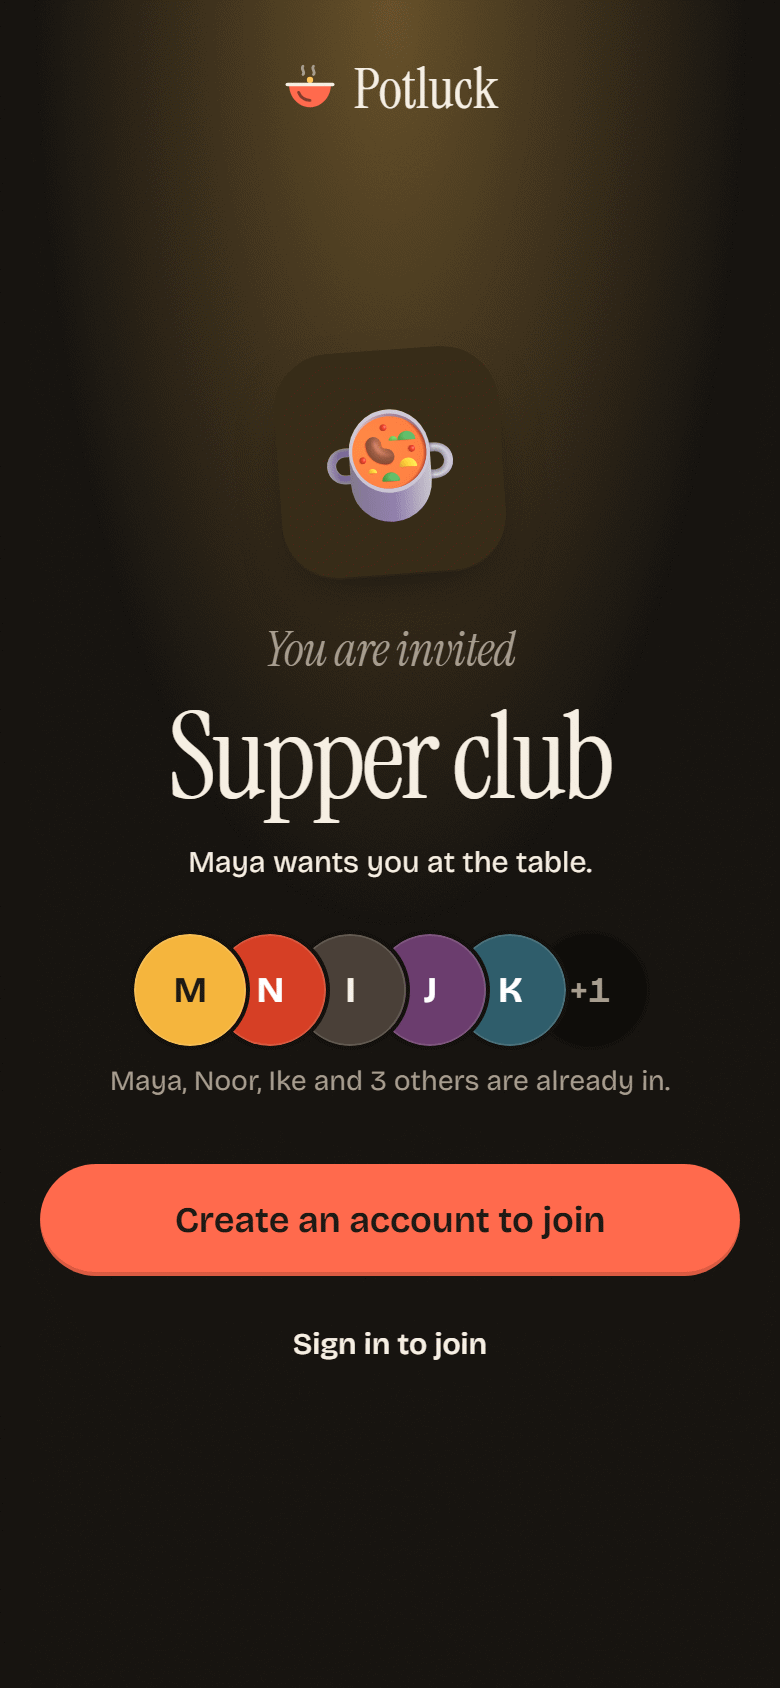 Potluck
You are invited
Supper club
Maya wants you at the table.
M N I J K +1
Maya, Noor, Ike and 3 others are already in.
Create an account to join
Sign in to join